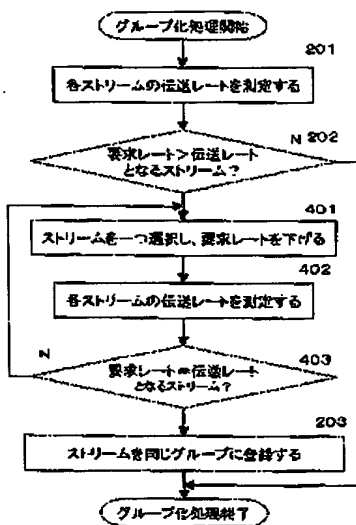 グループ化処理開始
201
各ストリームの伝送レートを測定する
N 202
要求レート>伝送レート
となるストリーム?
401
ストリームを一つ選択し、要求レートを下げる
402
各ストリームの伝送レートを測定する
N
403
要求レート=伝送レート
となるストリーム?
203
ストリームを同じグループに登録する
グループ化処理終了